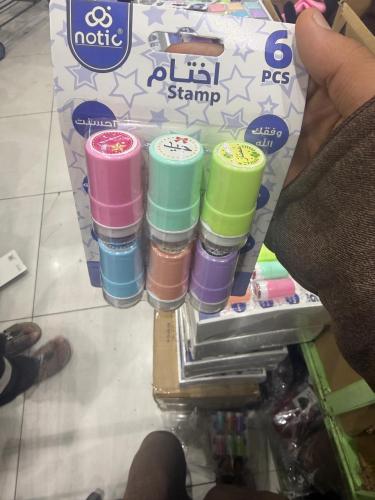 notic
6
PCS
اختام
Stamp
أحسنت
وفقك
الله